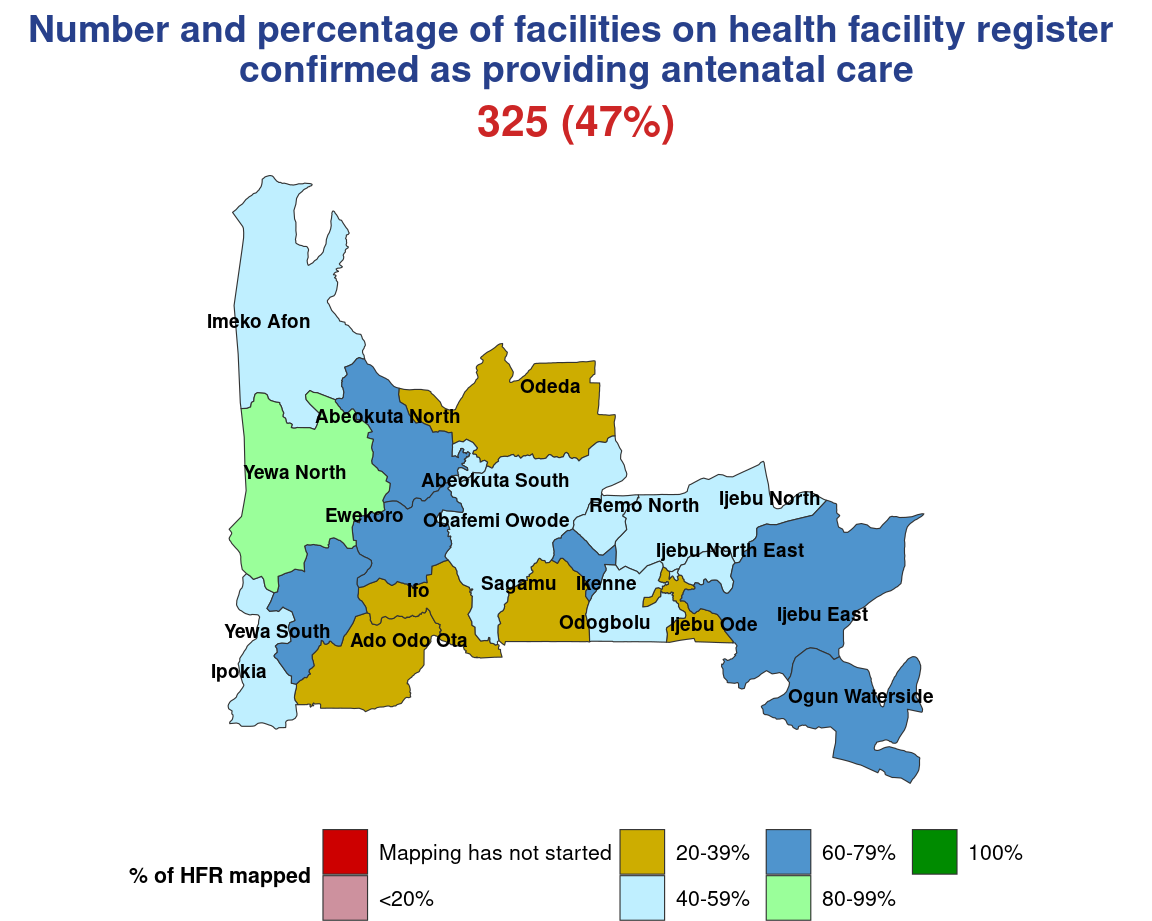 Number and percentage of facilities on health facility register
confirmed as providing antenatal care
325 (47%)
Imeko Afon
Odeda
Abeokuta North
Yewa North
Abeokuta South
Ijebu North
Remo North
Ewekoro
Obafemi Owode
Ijebu North East
Ifo
Sagamu
Ikenne
Ijebu East
Odogbolu
Ijebu Ode
Yewa South
Ado Odo Ota
Ipokia
Ogun Waterside
% of HFR mapped
Mapping has not started
<20%
20-39%
40-59%
60-79%
80-99%
100%